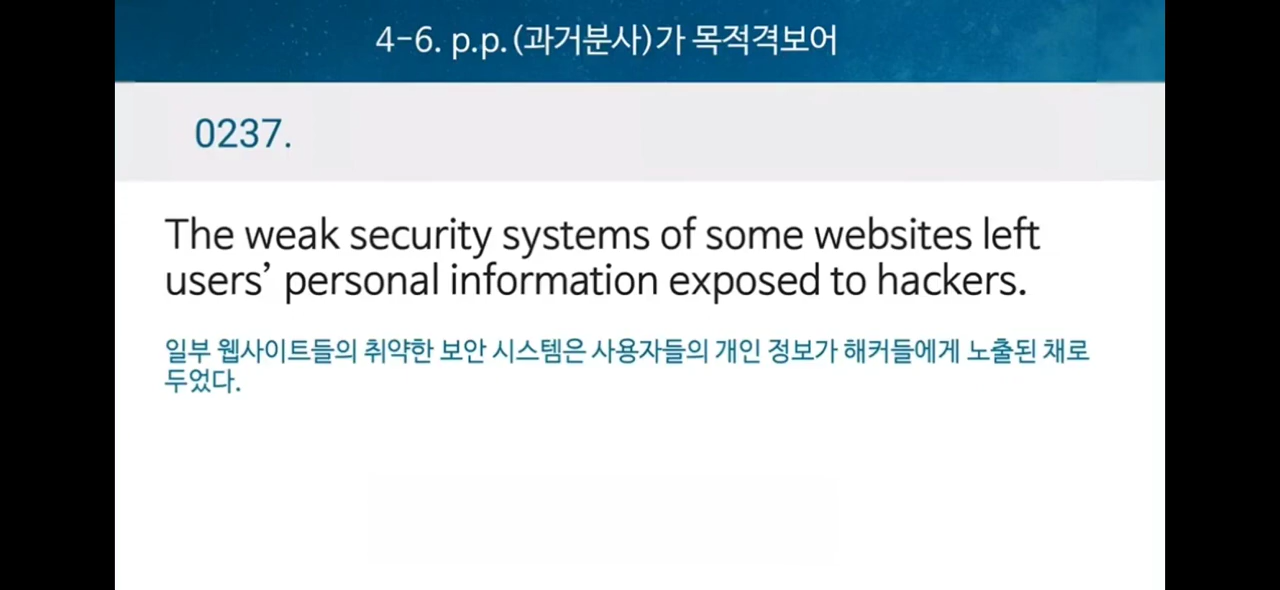 4-6. p.p.(과거분사)가 목적격보어
0237.
The weak security systems of some websites left
users’ personal information exposed to hackers.
일부 웹사이트들의 취약한 보안 시스템은 사용자들의 개인 정보가 해커들에게 노출된 채로
두었다.